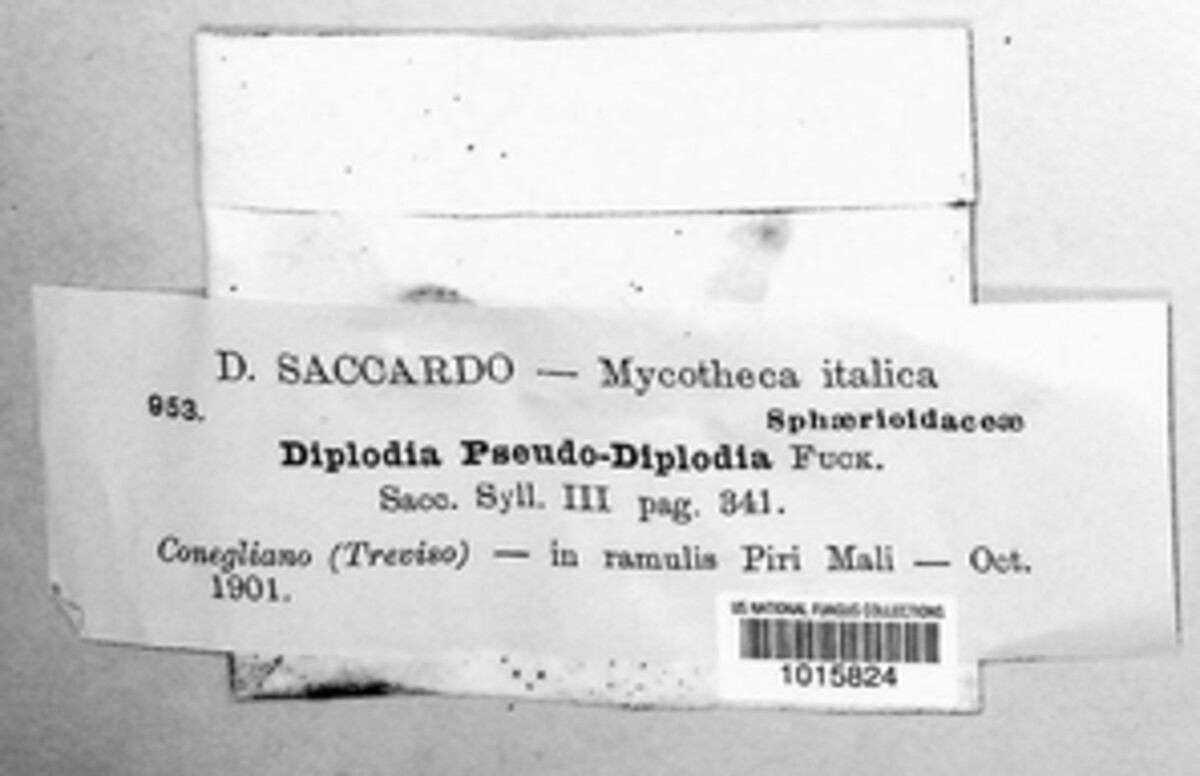 D. SACCARDO — Mycotheca italica
953.
Sphærioidaceæ
Diplodia Pseudo-Diplodia FUCK.
Sacc. Syll. III pag. 341.
Conegliano (Treviso) — in ramulis Piri Mali — Oct.
1901.
US NATIONAL FUNGUS COLLECTIONS
1015824